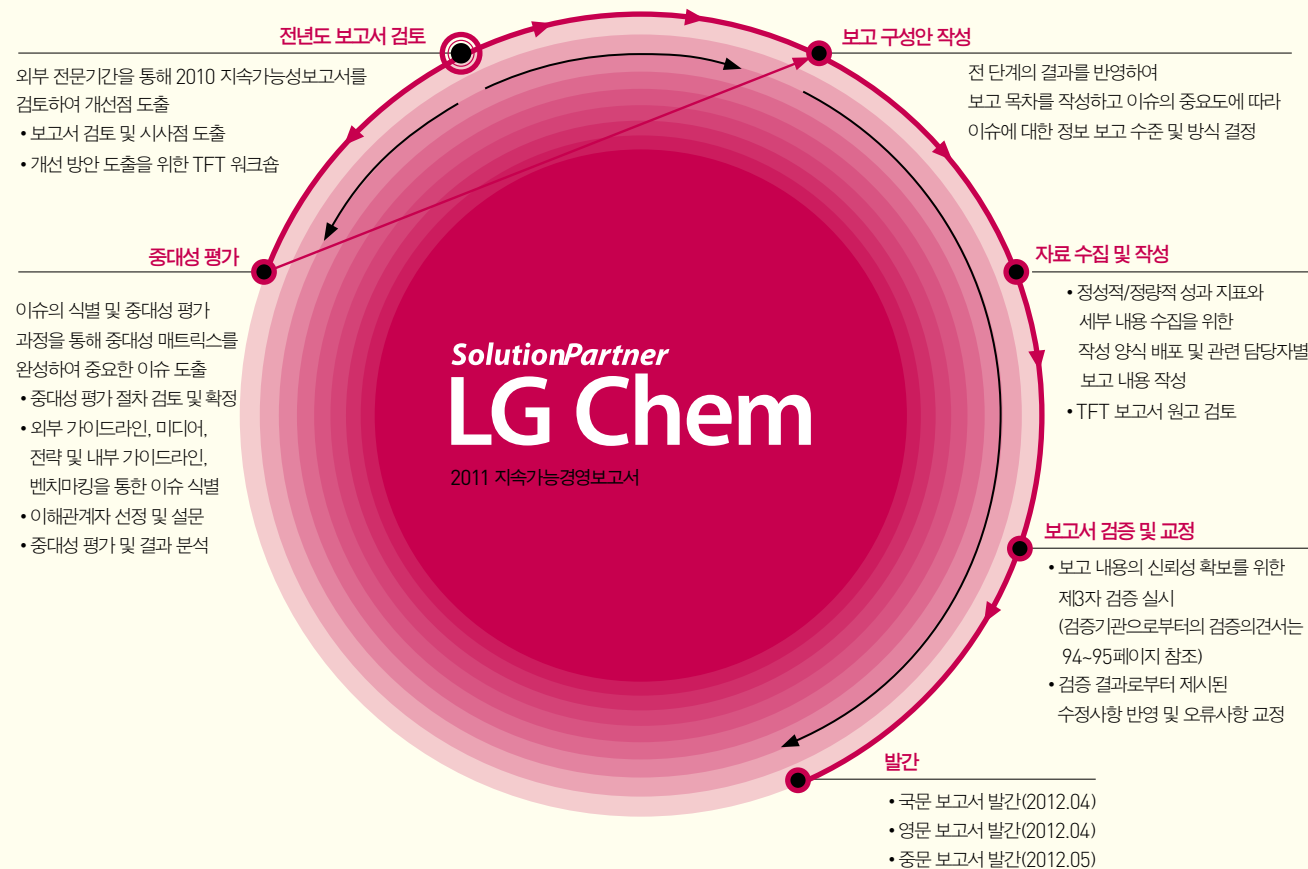 전년도 보고서 검토
외부 전문기간을 통해 2010 지속가능성보고서를
검토하여 개선점 도출
• 보고서 검토 및 시사점 도출
• 개선 방안 도출을 위한 TFT 워크숍
중대성 평가
이슈의 식별 및 중대성 평가
과정을 통해 중대성 매트릭스를
완성하여 중요한 이슈 도출
• 중대성 평가 절차 검토 및 확정
• 외부 가이드라인, 미디어,
전략 및 내부 가이드라인,
벤치마킹을 통한 이슈 식별
• 이해관계자 선정 및 설문
• 중대성 평가 및 결과 분석
SolutionPartner
LG Chem
2011 지속가능경영보고서
보고 구성안 작성
전 단계의 결과를 반영하여
보고 목차를 작성하고 이슈의 중요도에 따라
이슈에 대한 정보 보고 수준 및 방식 결정
자료 수집 및 작성
• 정성적/정량적 성과 지표와
세부 내용 수집을 위한
작성 양식 배포 및 관련 담당자별
보고 내용 작성
• TFT 보고서 원고 검토
보고서 검증 및 교정
• 보고 내용의 신뢰성 확보를 위한
제3자 검증 실시
(검증기관으로부터의 검증의견서는
94~95페이지 참조)
• 검증 결과로부터 제시된
수정사항 반영 및 오류사항 교정
발간
• 국문 보고서 발간(2012.04)
• 영문 보고서 발간(2012.04)
• 중문 보고서 발간(2012.05)